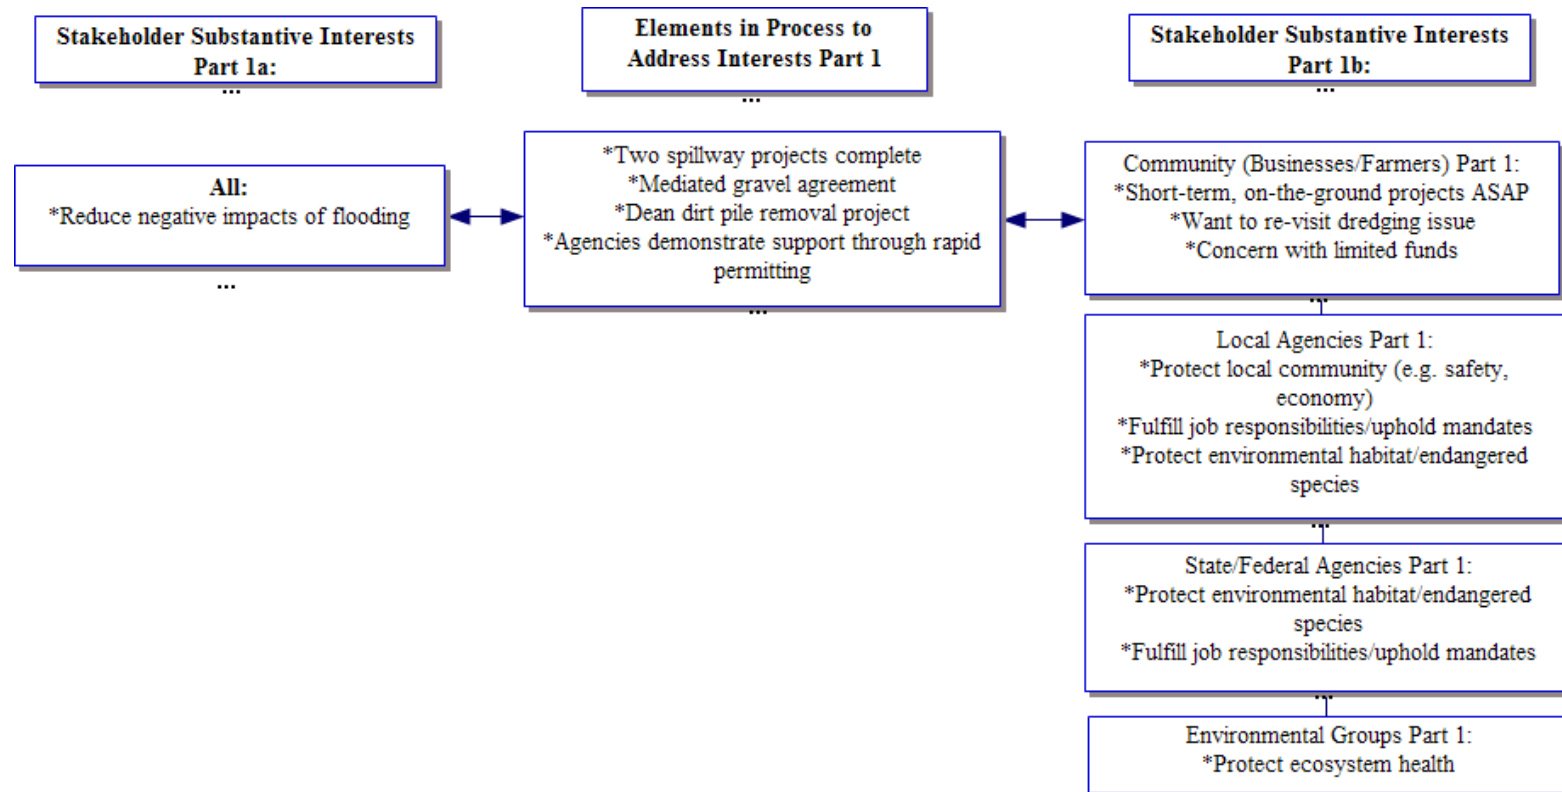 Stakeholder Substantive Interests
Part 1a:
...
Elements in Process to
Address Interests Part 1
...
Stakeholder Substantive Interests
Part 1b:
...
All:
*Reduce negative impacts of flooding
...
*Two spillway projects complete
*Mediated gravel agreement
*Dean dirt pile removal project
*Agencies demonstrate support through rapid
permitting
...
Community (Businesses/Farmers) Part 1:
*Short-term, on-the-ground projects ASAP
*Want to re-visit dredging issue
*Concern with limited funds
...
Local Agencies Part 1:
*Protect local community (e.g. safety,
economy)
*Fulfill job responsibilities/uphold mandates
*Protect environmental habitat/endangered
species
...
State/Federal Agencies Part 1:
*Protect environmental habitat/endangered
species
*Fulfill job responsibilities/uphold mandates
...
Environmental Groups Part 1:
*Protect ecosystem health